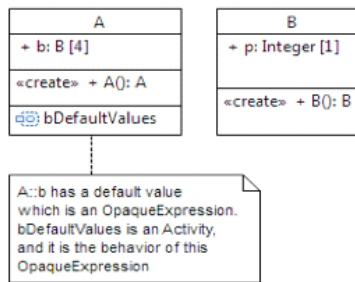 A
+ b: B [4]
«create» + A(): A
bDefaultValues
B
+ p: Integer [1]
«create» + B(): B
A::b has a default value
which is an OpaqueExpression.
bDefaultValues is an Activity,
and it is the behavior of this
OpaqueExpression